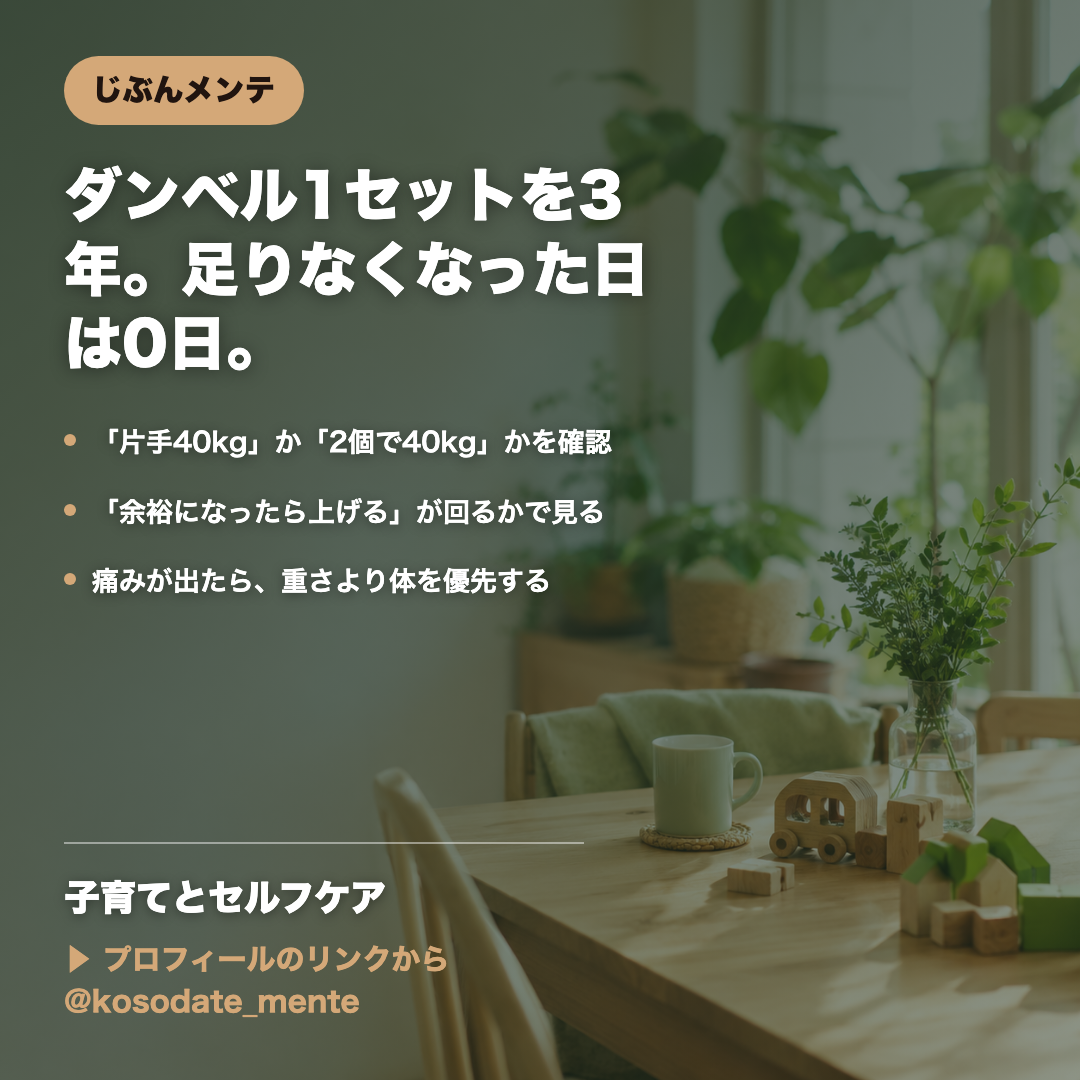 じぶんメンテ
ダンベル1セットを3
年。足りなくなった日
は0日。
「片手40kg」か「2個で40kg」かを確認
「余裕になったら上げる」が回るかで見る
痛みが出たら、重さより体を優先する
子育てとセルフケア
▶ プロフィールのリンクから
@kosodate_mente